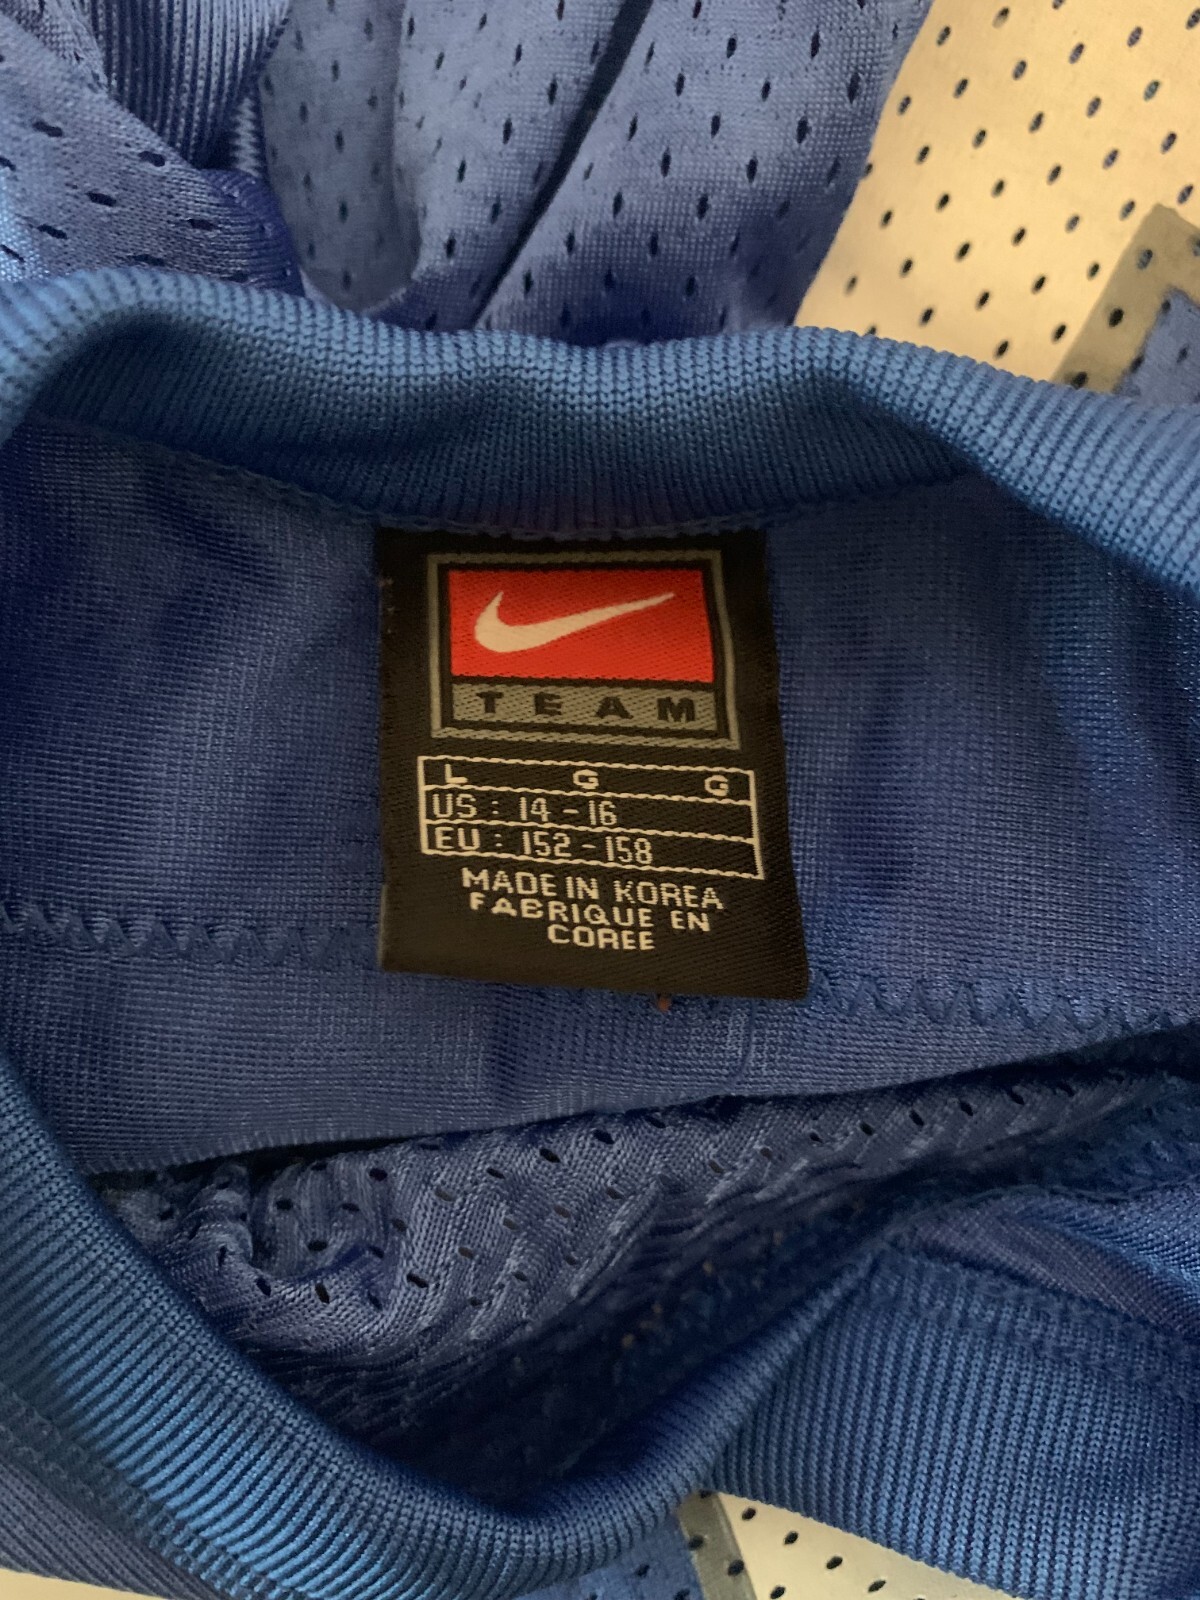 TEAM
L G G
US : 14 - 16
EU : 152 - 158
MADE IN KOREA
FABRIQUE EN
COREE